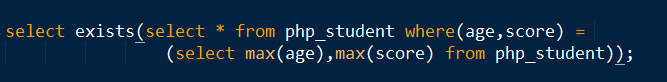 select exists(select * from php_student where(age,score) =
(select max(age),max(score) from php_student));